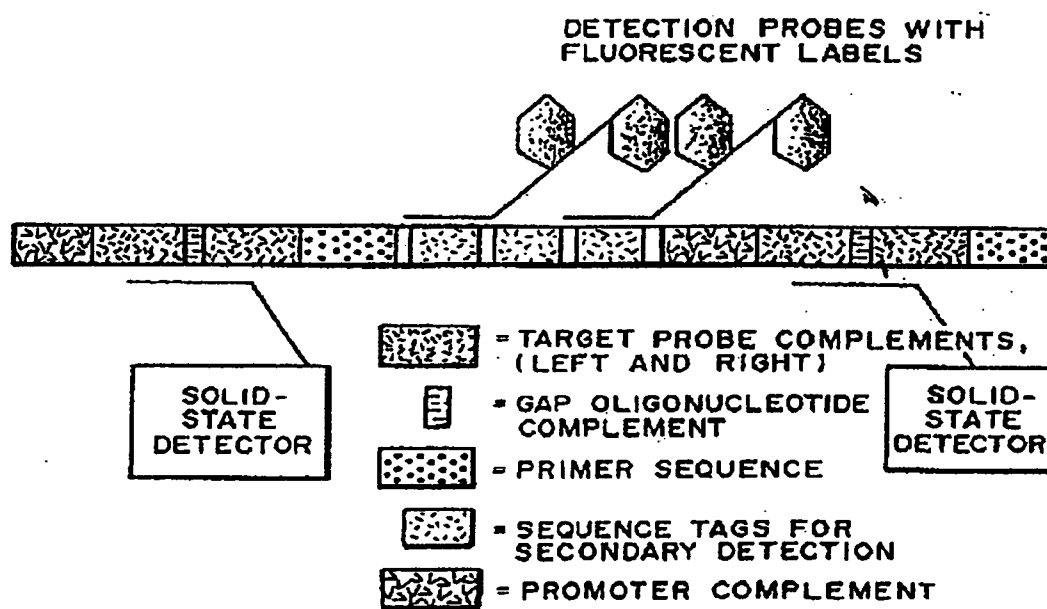 DETECTION PROBES WITH
FLUORESCENT LABELS
SOLID-
STATE
DETECTOR
= TARGET PROBE COMPLEMENTS,
(LEFT AND RIGHT)
= GAP OLIGONUCLEOTIDE
COMPLEMENT
= PRIMER SEQUENCE
= SEQUENCE TAGS FOR
SECONDARY DETECTION
= PROMOTER COMPLEMENT
SOLID-
STATE
DETECTOR